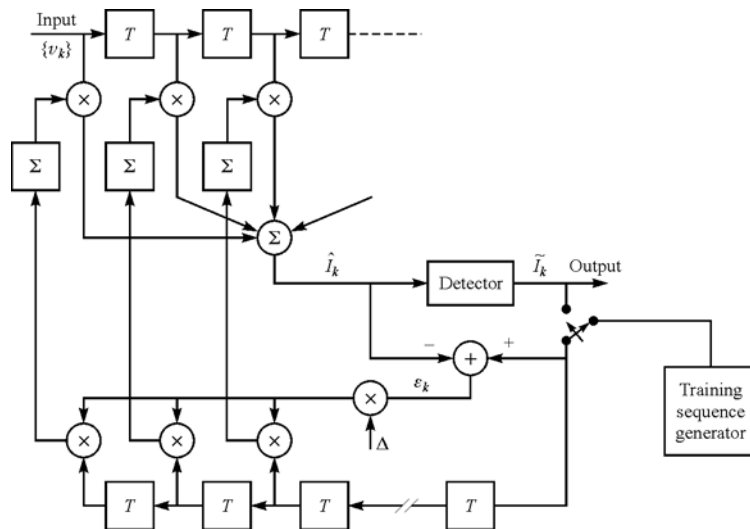 Input
{v_k}
T
T
T
×
×
×
Σ
Σ
Σ
Σ
Î_k
Detector
Ĩ_k
Output
−
+
+
ε_k
×
Δ
×
×
×
T
T
T
T
Training
sequence
generator